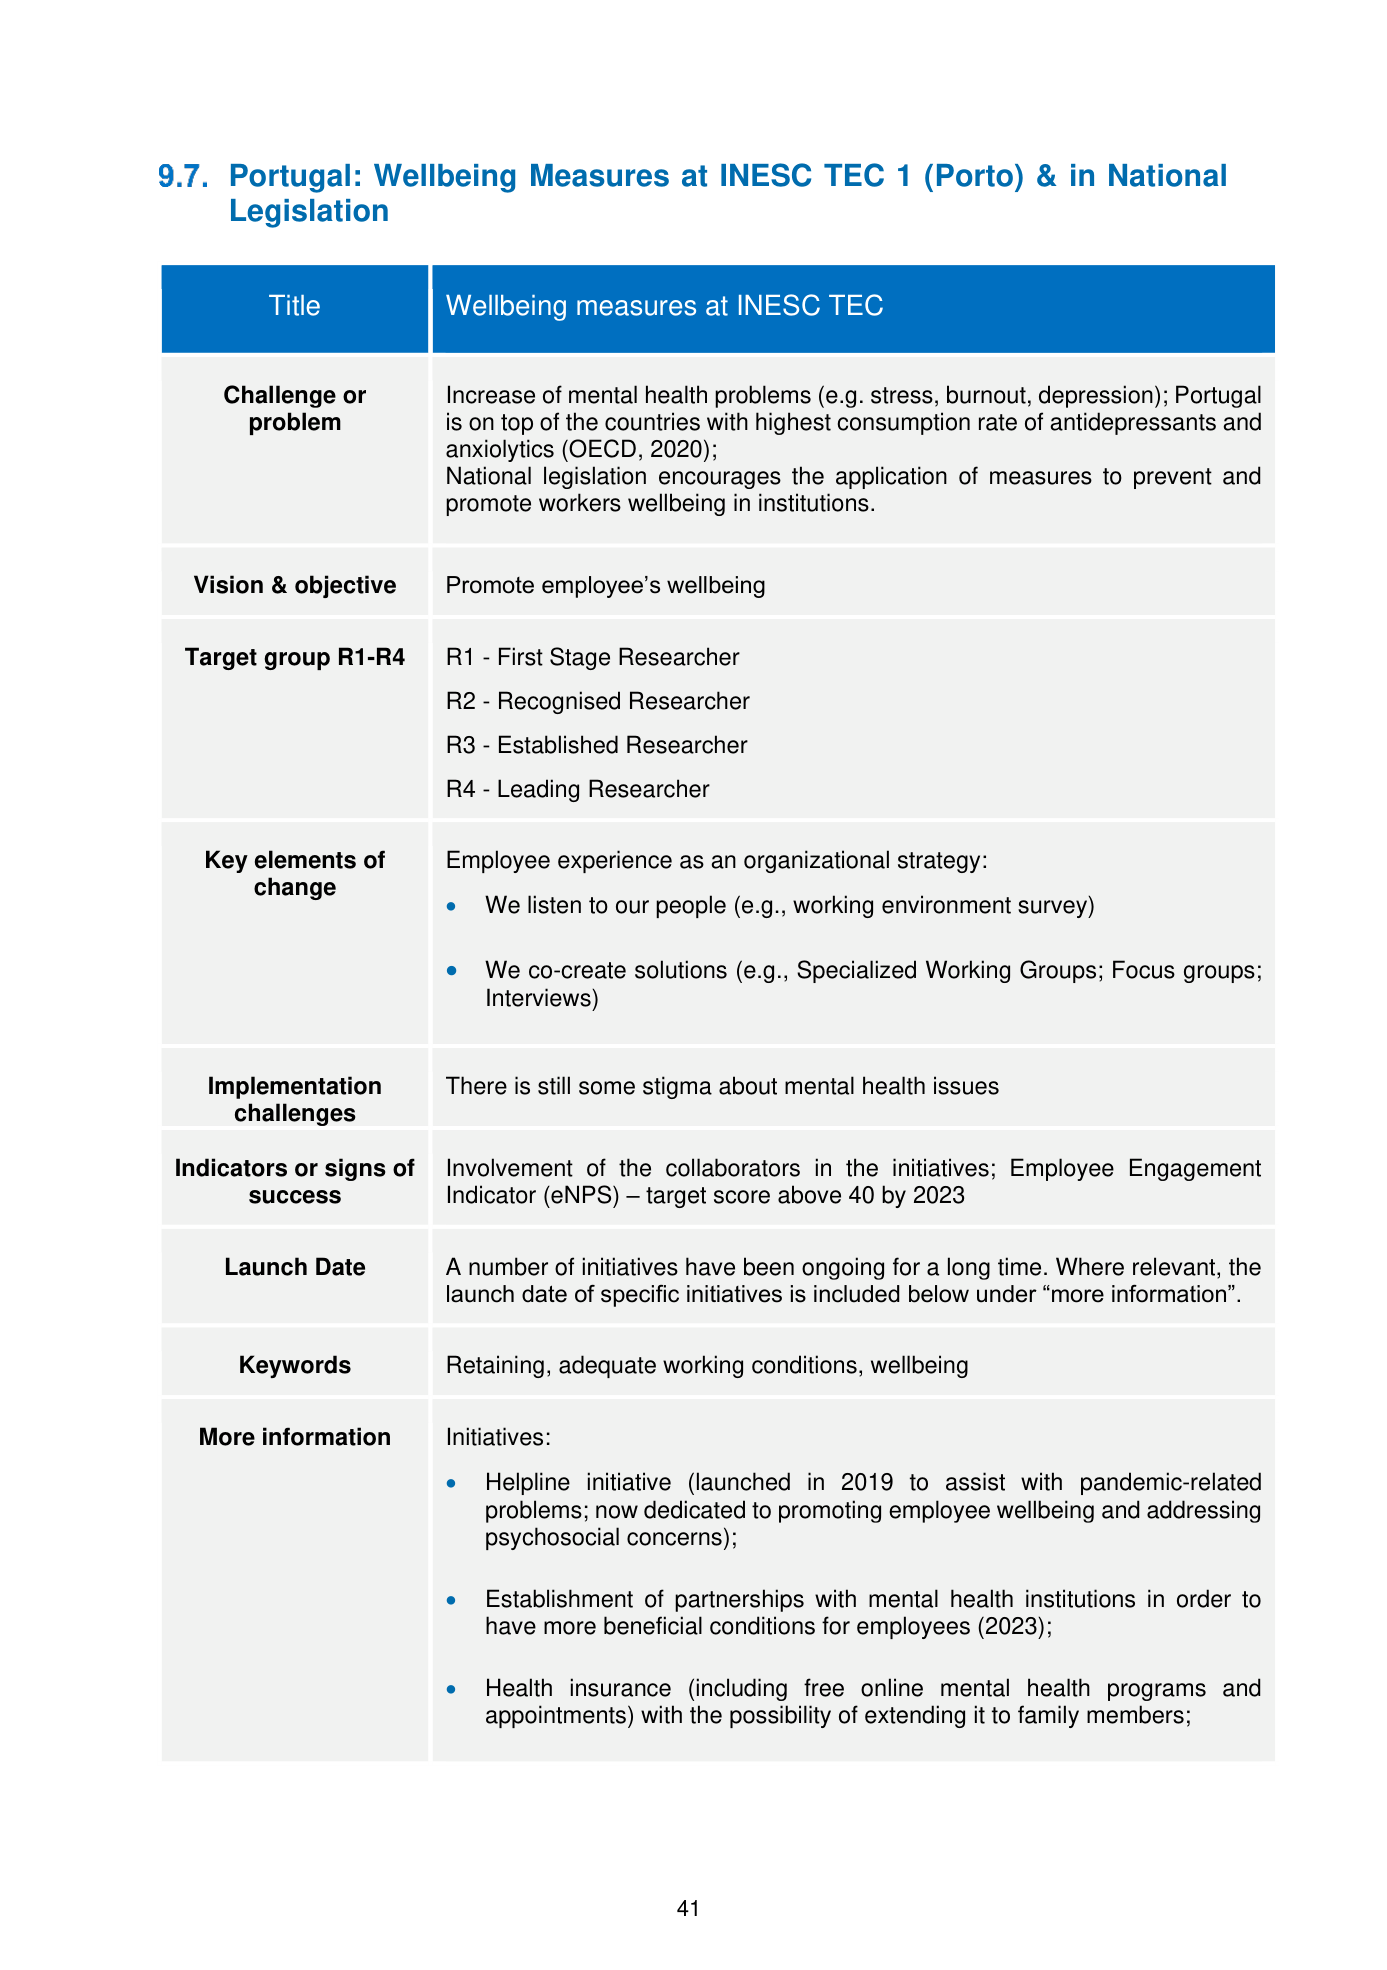 9.7. Portugal: Wellbeing Measures at INESC TEC 1 (Porto) & in National
Legislation
Title
Wellbeing measures at INESC TEC
Challenge or
problem
Increase of mental health problems (e.g. stress, burnout, depression); Portugal
is on top of the countries with highest consumption rate of antidepressants and
anxiolytics (OECD, 2020);
National legislation encourages the application of measures to prevent and
promote workers wellbeing in institutions.
Vision & objective
Promote employee’s wellbeing
Target group R1-R4
R1 - First Stage Researcher
R2 - Recognised Researcher
R3 - Established Researcher
R4 - Leading Researcher
Key elements of
change
Employee experience as an organizational strategy:
• We listen to our people (e.g., working environment survey)
• We co-create solutions (e.g., Specialized Working Groups; Focus groups;
Interviews)
Implementation
challenges
There is still some stigma about mental health issues
Indicators or signs of
success
Involvement of the collaborators in the initiatives; Employee Engagement
Indicator (eNPS) – target score above 40 by 2023
Launch Date
A number of initiatives have been ongoing for a long time. Where relevant, the
launch date of specific initiatives is included below under “more information”.
Keywords
Retaining, adequate working conditions, wellbeing
More information
Initiatives:
• Helpline initiative (launched in 2019 to assist with pandemic-related
problems; now dedicated to promoting employee wellbeing and addressing
psychosocial concerns);
• Establishment of partnerships with mental health institutions in order to
have more beneficial conditions for employees (2023);
• Health insurance (including free online mental health programs and
appointments) with the possibility of extending it to family members;
41